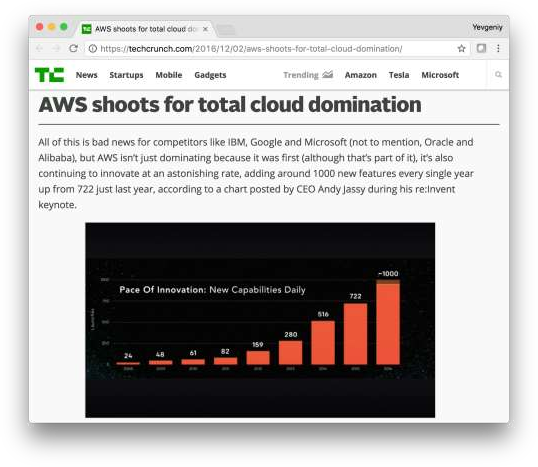 AWS shoots for total cloud do
Yevgeniy
https://techcrunch.com/2016/12/02/aws-shoots-for-total-cloud-domination/
TC News Startups Mobile Gadgets Trending Amazon Tesla Microsoft
AWS shoots for total cloud domination
All of this is bad news for competitors like IBM, Google and Microsoft (not to mention, Oracle and
Alibaba), but AWS isn't just dominating because it was first (although that's part of it), it's also
continuing to innovate at an astonishing rate, adding around 1000 new features every single year
up from 722 just last year, according to a chart posted by CEO Andy Jassy during his re:Invent
keynote.
Pace Of Innovation: New Capabilities Daily
24 48 61 82 159 280 516 722 ~1000